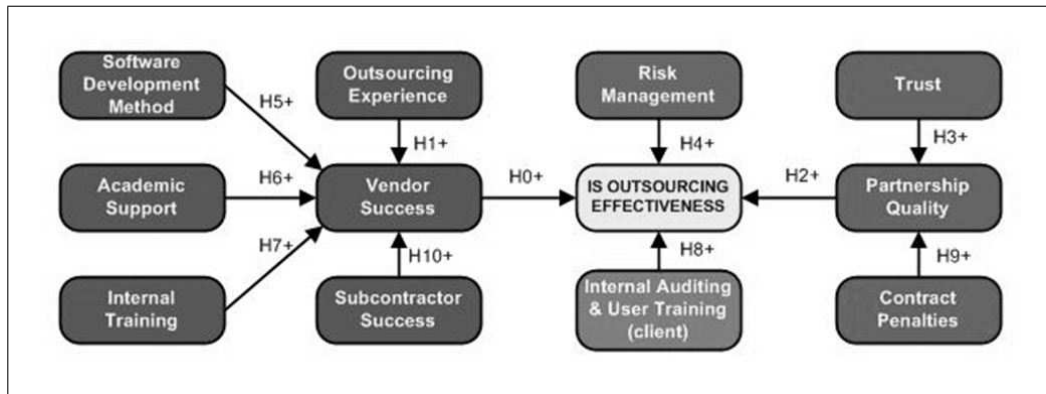 Software
Development
Method
Outsourcing
Experience
Risk
Management
Trust
H5+
H1+
H4+
H3+
Academic
Support
H6+
Vendor
Success
H0+
IS OUTSOURCING
EFFECTIVENESS
H2+
Partnership
Quality
H7+
H10+
H8+
H9+
Internal
Training
Subcontractor
Success
Internal Auditing
& User Training
(client)
Contract
Penalties